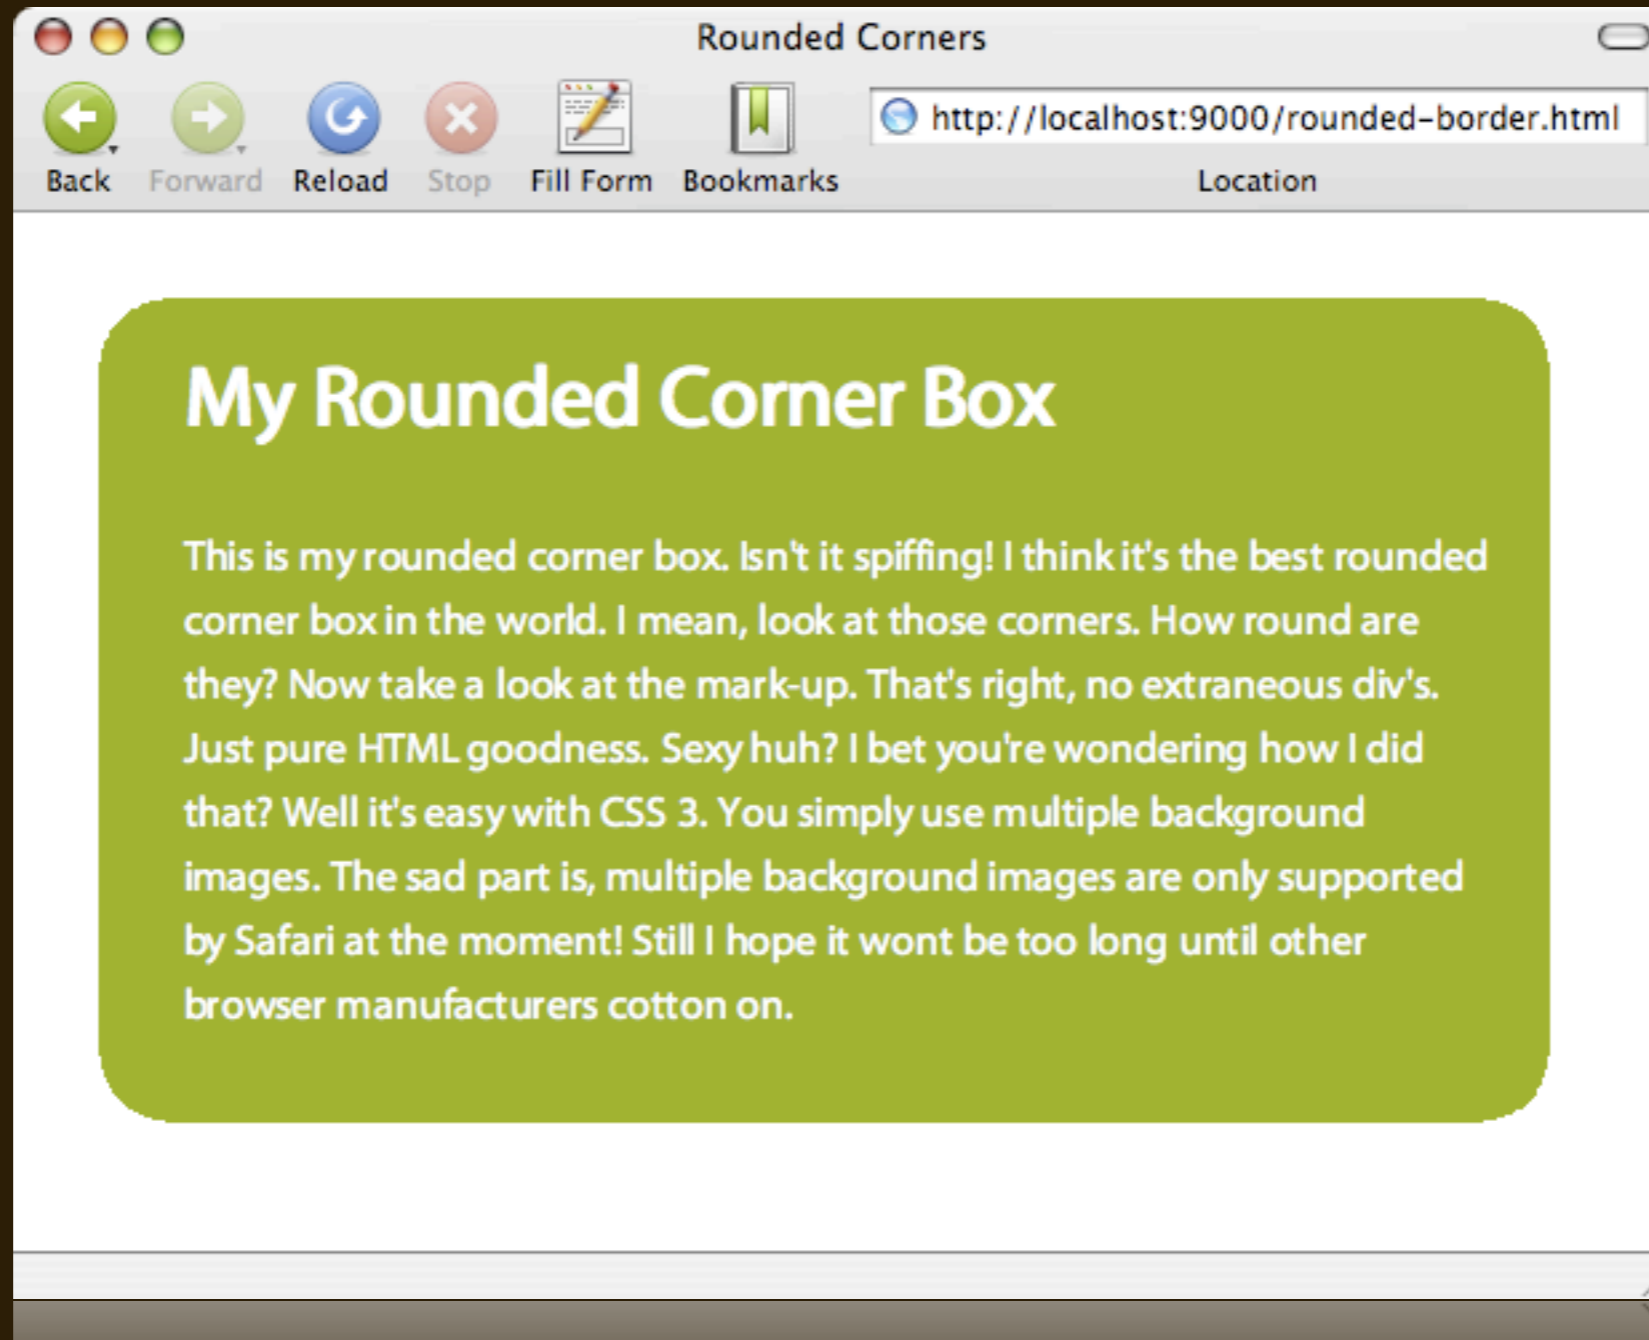 Rounded Corners
http://localhost:9000/rounded-border.html
Back Forward Reload Stop Fill Form Bookmarks Location
My Rounded Corner Box
This is my rounded corner box. Isn't it spiffing! I think it's the best rounded
corner box in the world. I mean, look at those corners. How round are
they? Now take a look at the mark-up. That's right, no extraneous div's.
Just pure HTML goodness. Sexy huh? I bet you're wondering how I did
that? Well it's easy with CSS 3. You simply use multiple background
images. The sad part is, multiple background images are only supported
by Safari at the moment! Still I hope it wont be too long until other
browser manufacturers cotton on.